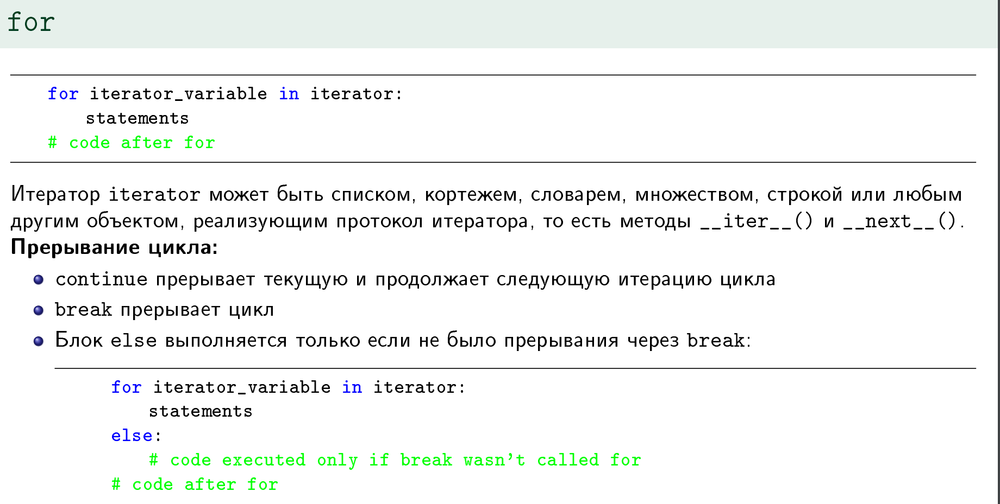 for
for iterator_variable in iterator:
statements
# code after for
Итератор iterator может быть списком, кортежем, словарем, множеством, строкой или любым
другим объектом, реализующим протокол итератора, то есть методы __iter__() и __next__().
Прерывание цикла:
continue прерывает текущую и продолжает следующую итерацию цикла
break прерывает цикл
Блок else выполняется только если не было прерывания через break:
for iterator_variable in iterator:
statements
else:
# code executed only if break wasn't called for
# code after for